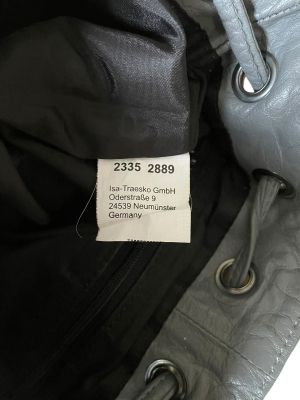 2335 2889
Isa-Traesko GmbH
Oderstraße 9
24539 Neumünster
Germany